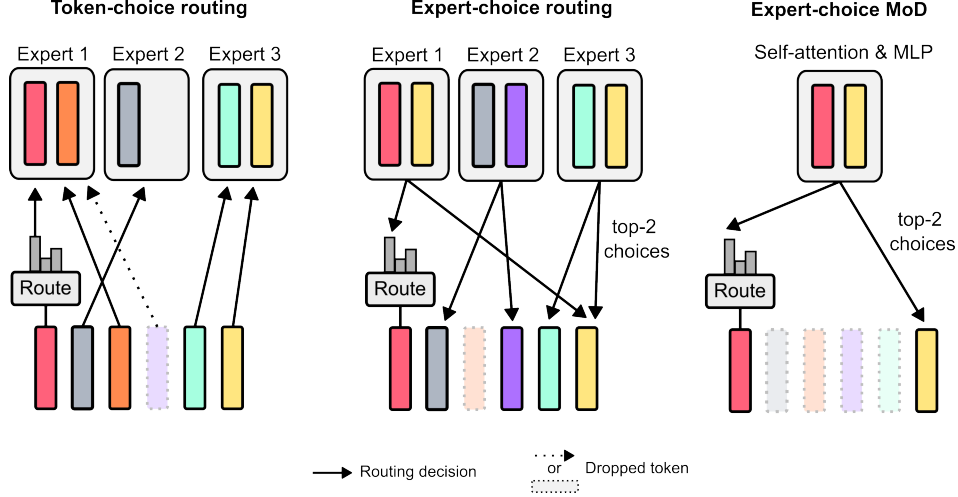 Token-choice routing
Expert 1 Expert 2 Expert 3
Route
Expert-choice routing
Expert 1 Expert 2 Expert 3
top-2
choices
Route
Expert-choice MoD
Self-attention & MLP
top-2
choices
Route
Routing decision
or
Dropped token